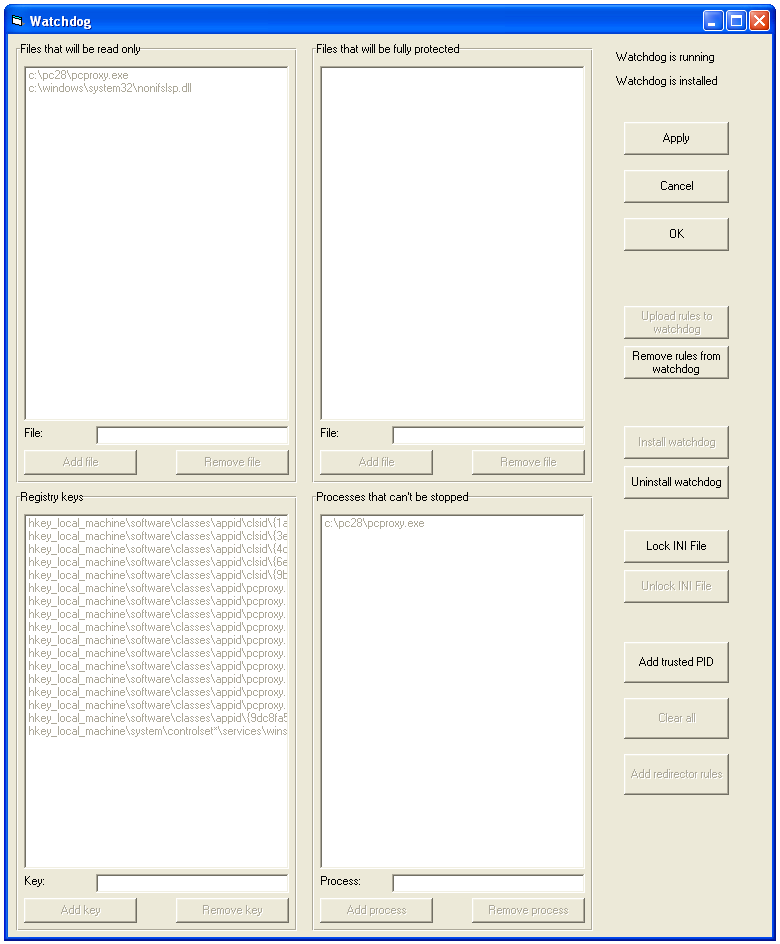 Watchdog
Files that will be read only
c:\pc28\pcproxy.exe
c:\windows\system32\nonifslsp.dll
File:
Add file
Remove file
Files that will be fully protected
File:
Add file
Remove file
Registry keys
hkey_local_machine\software\classes\appid\clsid\{1a
hkey_local_machine\software\classes\appid\clsid\{3e
hkey_local_machine\software\classes\appid\clsid\{4c
hkey_local_machine\software\classes\appid\clsid\{6e
hkey_local_machine\software\classes\appid\clsid\{9b
hkey_local_machine\software\classes\appid\pcproxy.
hkey_local_machine\software\classes\appid\pcproxy.
hkey_local_machine\software\classes\appid\pcproxy.
hkey_local_machine\software\classes\appid\pcproxy.
hkey_local_machine\software\classes\appid\pcproxy.
hkey_local_machine\software\classes\appid\pcproxy.
hkey_local_machine\software\classes\appid\pcproxy.
hkey_local_machine\software\classes\appid\pcproxy.
hkey_local_machine\software\classes\appid\pcproxy.
hkey_local_machine\software\classes\appid\pcproxy.
hkey_local_machine\software\classes\appid\{9dc8fa5
hkey_local_machine\system\controlset*\services\wins
Key:
Add key
Remove key
Processes that can't be stopped
c:\pc28\pcproxy.exe
Process:
Add process
Remove process
Watchdog is running
Watchdog is installed
Apply
Cancel
OK
Upload rules to
watchdog
Remove rules from
watchdog
Install watchdog
Uninstall watchdog
Lock INI File
Unlock INI File
Add trusted PID
Clear all
Add redirector rules